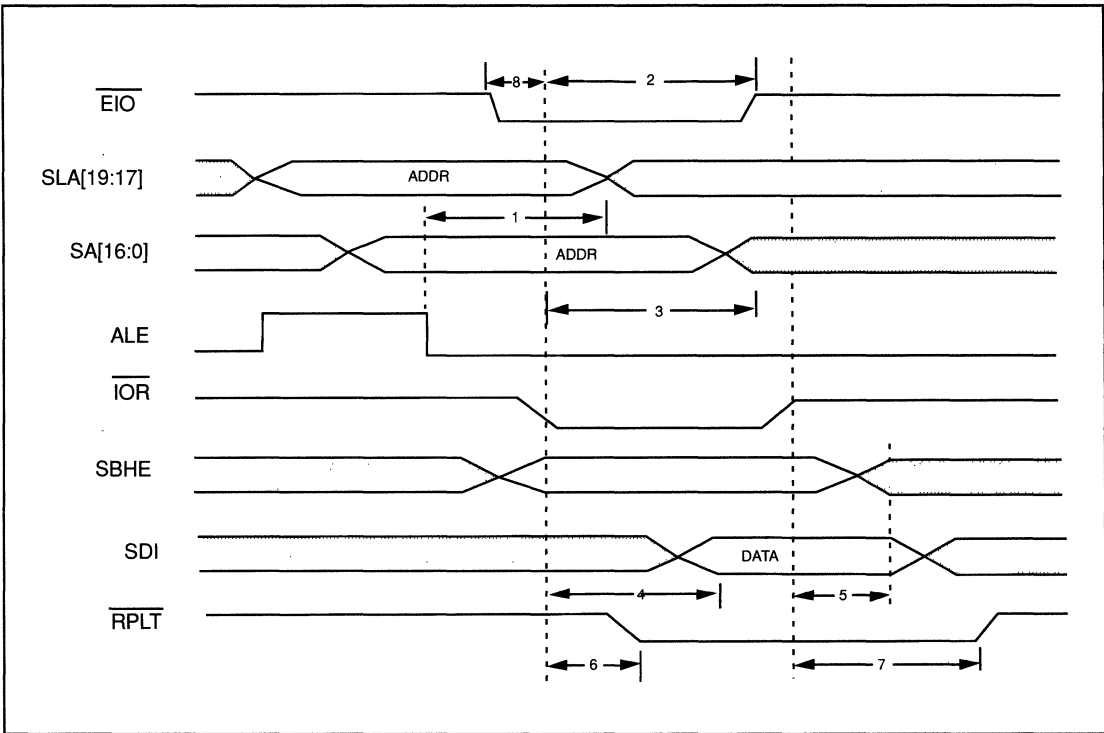 8 2
EIO
SLA[19:17] ADDR
1
SA[16:0] ADDR
3
ALE
IOR
SBHE
SDI DATA
4 5
RPLT
6 7